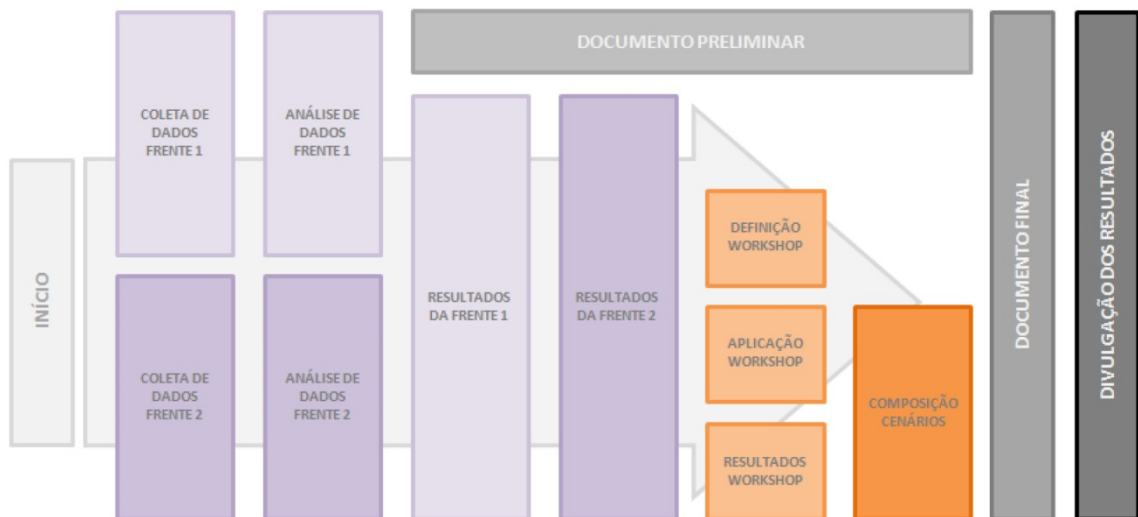 INÍCIO
COLETA DE
DADOS
FRENTE 1
COLETA DE
DADOS
FRENTE 2
ANÁLISE DE
DADOS
FRENTE 1
ANÁLISE DE
DADOS
FRENTE 2
DOCUMENTO PRELIMINAR
RESULTADOS
DA FRENTE 1
RESULTADOS
DA FRENTE 2
DEFINIÇÃO
WORKSHOP
APLICAÇÃO
WORKSHOP
RESULTADOS
WORKSHOP
COMPOSIÇÃO
CENÁRIOS
DOCUMENTO FINAL
DIVULGAÇÃO DOS RESULTADOS